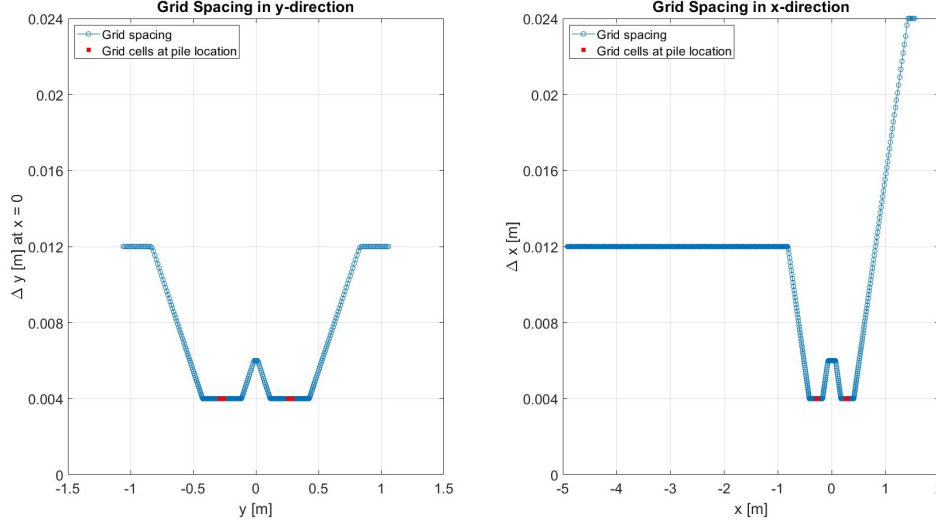 Grid Spacing in y-direction
0.024
0.02
0.016
0.012
0.008
0.004
0
Δ y [m] at x = 0
Grid spacing
Grid cells at pile location
-1.5 -1 -0.5 0 0.5 1 1.5
y [m]
Grid Spacing in x-direction
0.024
0.02
0.016
0.012
0.008
0.004
0
Δ x [m]
Grid spacing
Grid cells at pile location
-5 -4 -3 -2 -1 0 1
x [m]